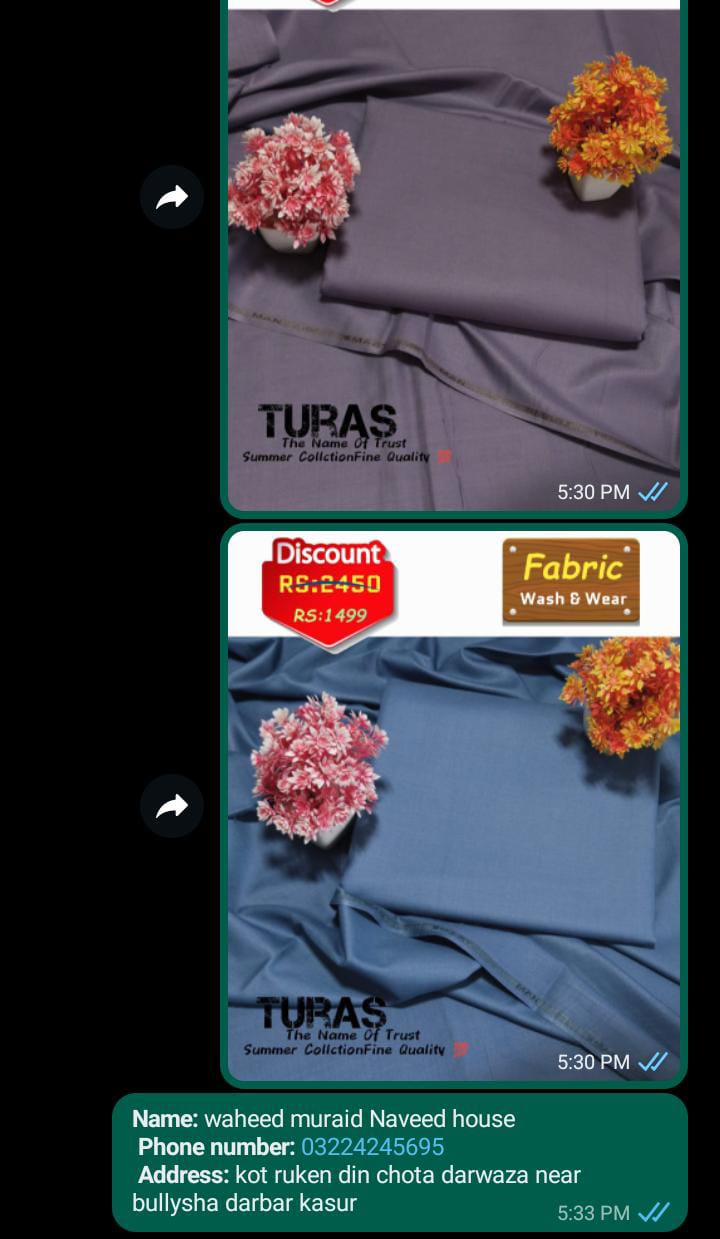 TURAS
The Name Of Trust
Summer CollctionFine Quality 💯
5:30 PM
Discount
RS:2450
RS:1499
Fabric
Wash & Wear
TURAS
The Name Of Trust
Summer CollctionFine Quality 💯
5:30 PM
Name: waheed muraid Naveed house
Phone number: 03224245695
Address: kot ruken din chota darwaza near
bullysha darbar kasur
5:33 PM